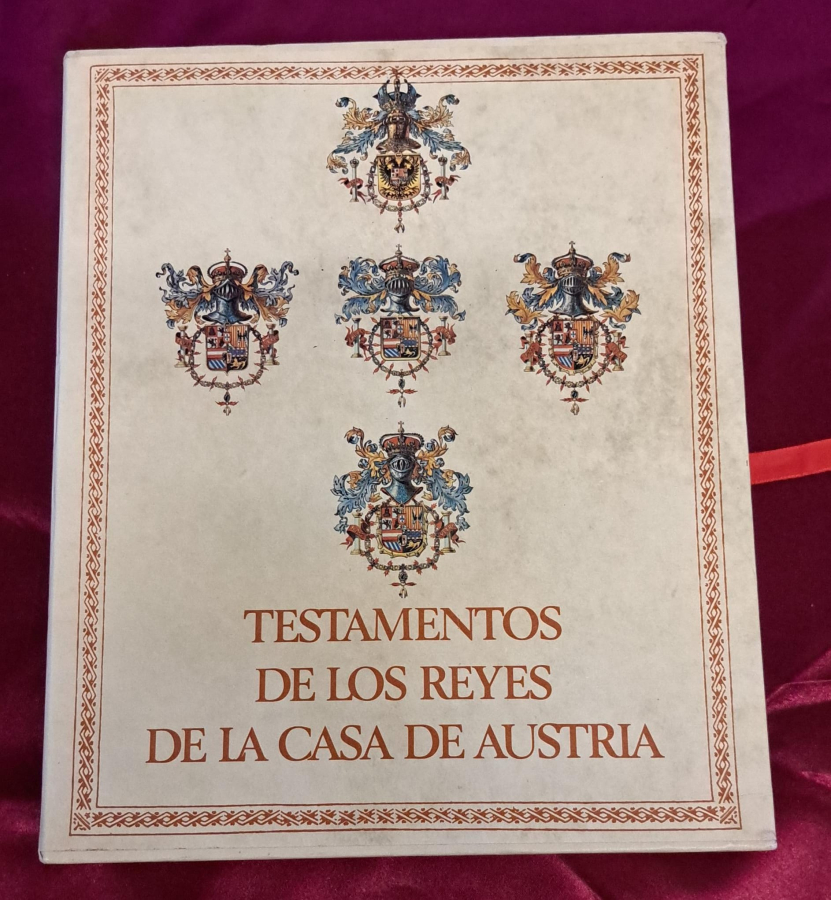 TESTAMENTOS
DE LOS REYES
DE LA CASA DE AUSTRIA